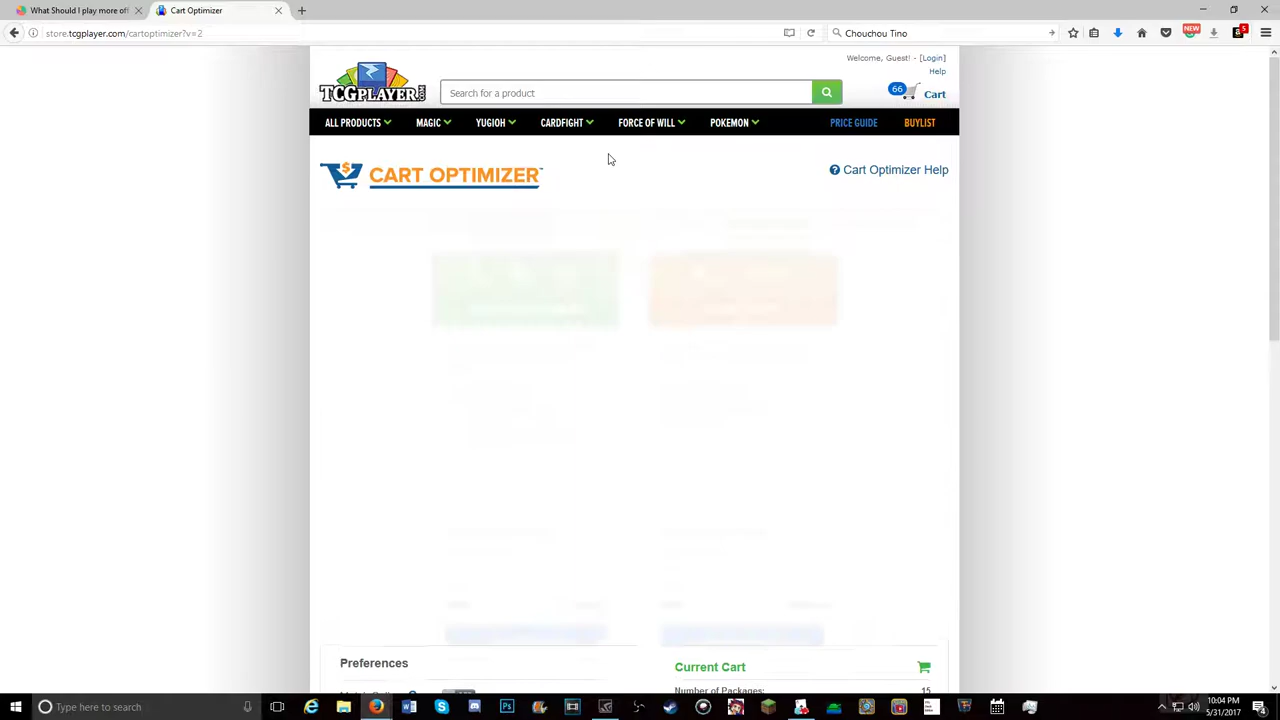 What Should I play more of!
Cart Optimizer
store.tcgplayer.com/cartoptimizer?v=2
Chouchou Tino
NEW
5
Welcome, Guest! - [Login]
Help
TCGPLAYER
Search for a product
66
Cart
ALL PRODUCTS
MAGIC
YUGIOH
CARDFIGHT
FORCE OF WILL
POKEMON
PRICE GUIDE
BUYLIST
CART OPTIMIZER
Cart Optimizer Help
Preferences
Current Cart
Number of Packages:
15
Type here to search
10:04 PM
5/31/2017